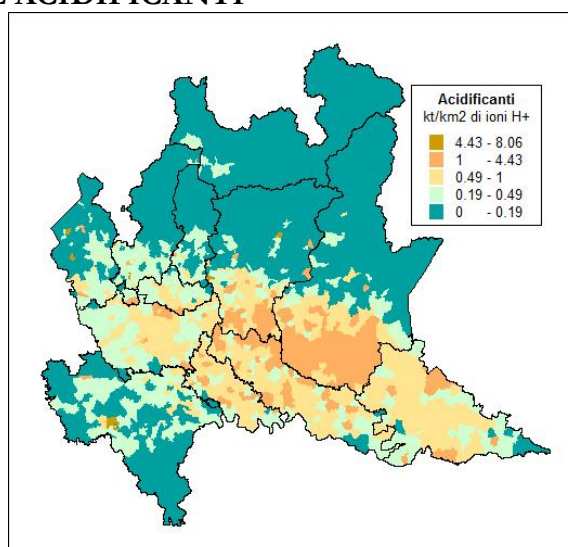 E ACIDIFICANTI
Acidificanti
kt/km2 di ioni H+
4.43 - 8.06
1 - 4.43
0.49 - 1
0.19 - 0.49
0 - 0.19